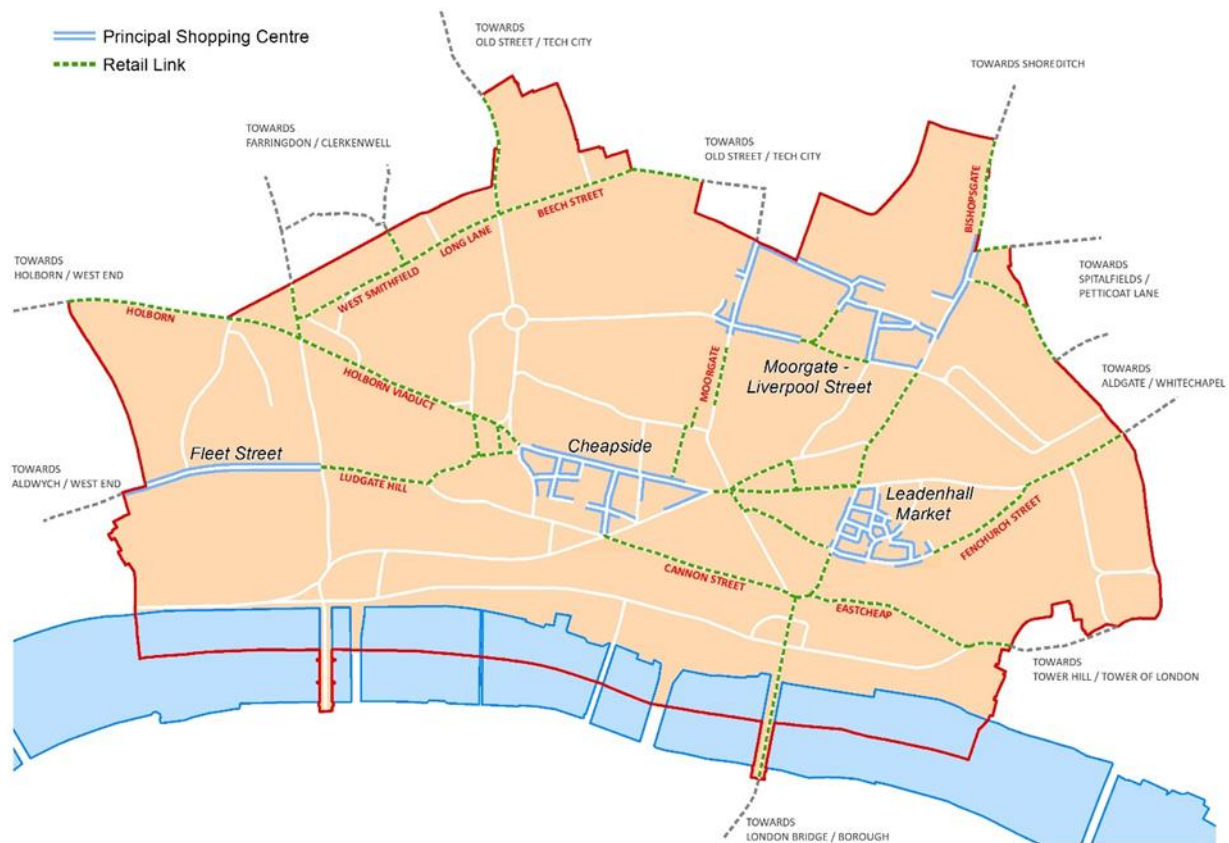 Principal Shopping Centre
Retail Link
TOWARDS
OLD STREET / TECH CITY
TOWARDS SHOREDITCH
TOWARDS
FARRINGDON / CLERKENWELL
TOWARDS
OLD STREET / TECH CITY
BISHOPSGATE
BEECH STREET
LONG LANE
WEST SMITHFIELD
TOWARDS
HOLBORN / WEST END
HOLBORN
TOWARDS
SPITALFIELDS /
PETTICOAT LANE
MOORGATE
Moorgate -
Liverpool Street
TOWARDS
ALDGATE / WHITECHAPEL
HOLBORN VIADUCT
Fleet Street
Cheapside
TOWARDS
ALDWYCH / WEST END
LUDGATE HILL
Leadenhall
Market
FENCHURCH STREET
CANNON STREET
EASTCHEAP
TOWARDS
TOWER HILL / TOWER OF LONDON
TOWARDS
LONDON BRIDGE / BOROUGH